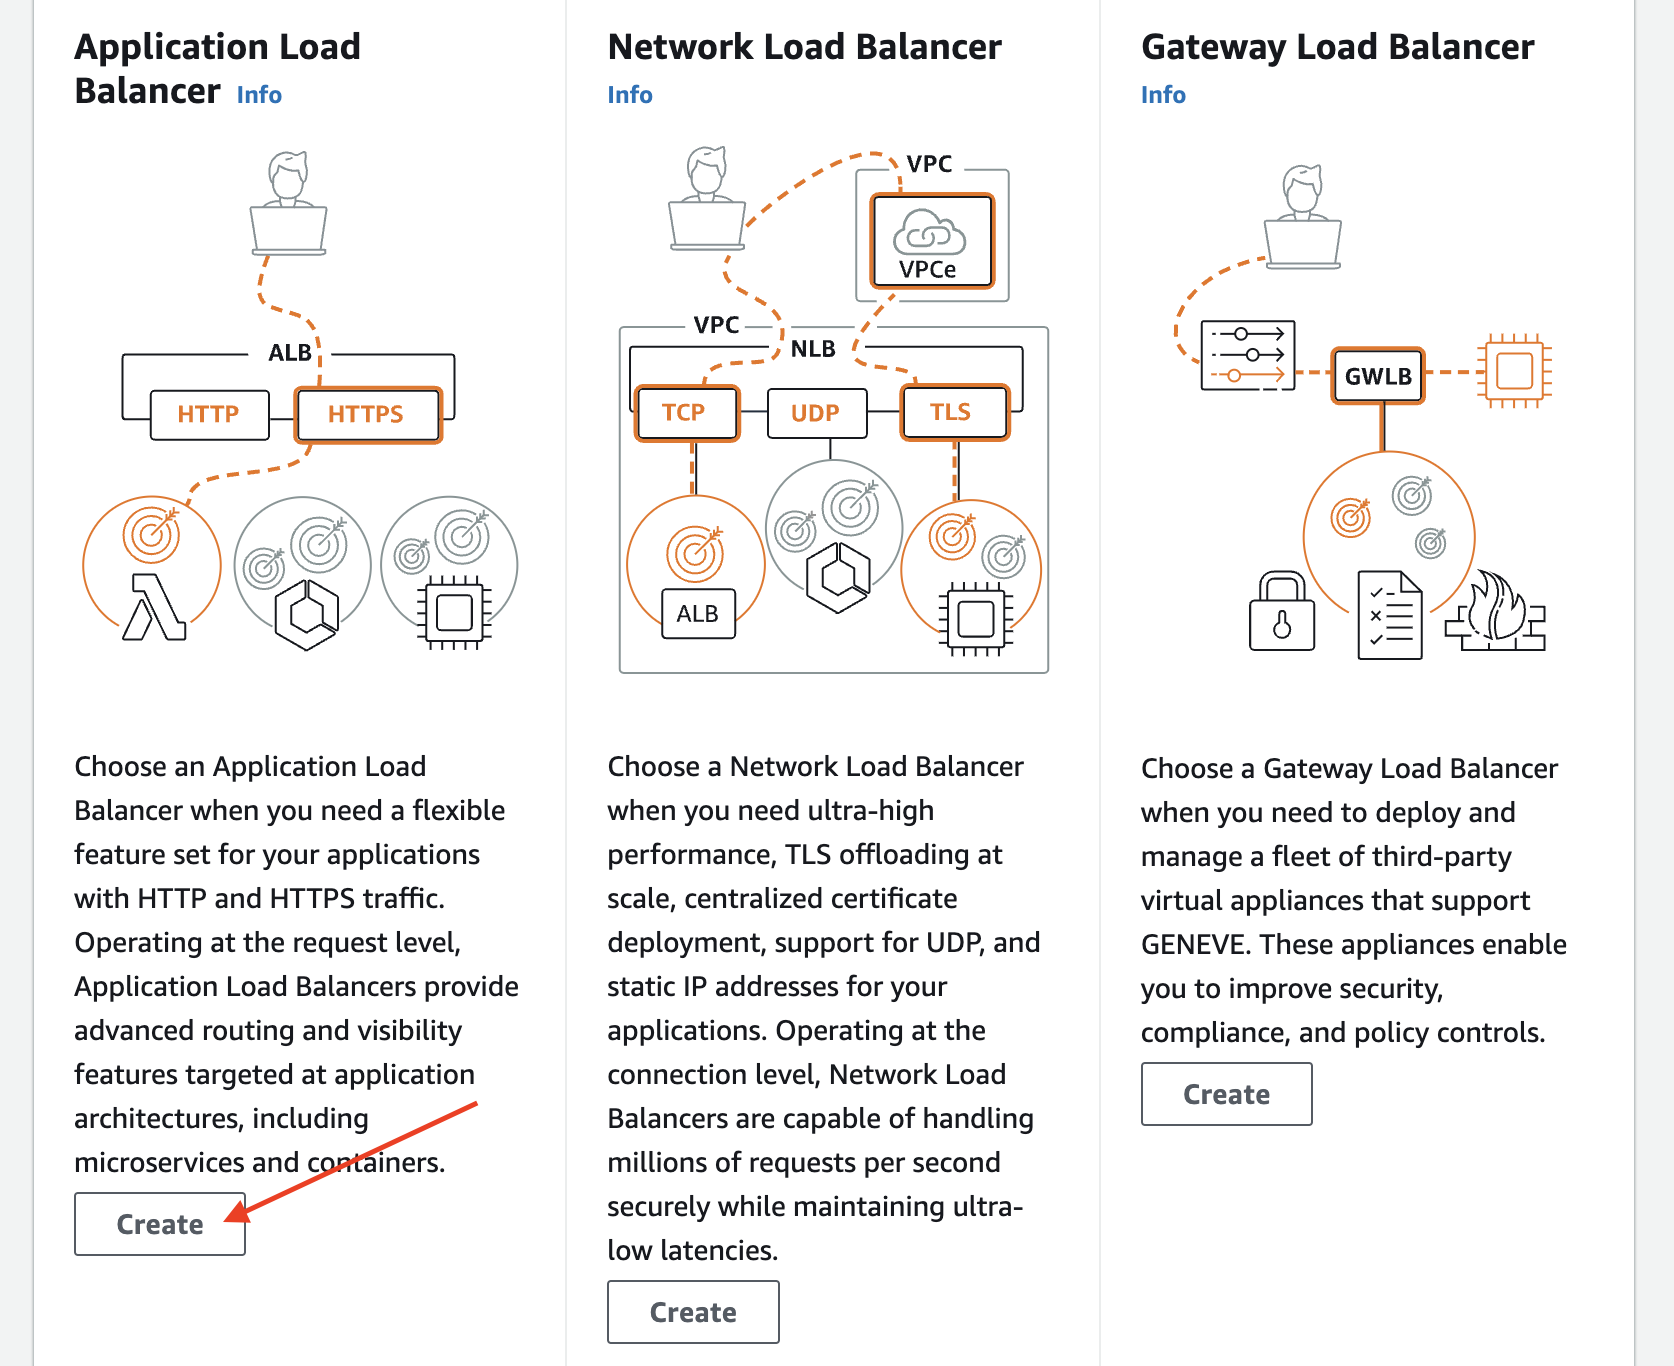 Application Load
Balancer Info
ALB
HTTP
HTTPS
Choose an Application Load
Balancer when you need a flexible
feature set for your applications
with HTTP and HTTPS traffic.
Operating at the request level,
Application Load Balancers provide
advanced routing and visibility
features targeted at application
architectures, including
microservices and containers.
Create
Network Load Balancer
Info
VPC
VPCe
VPC
NLB
TCP
UDP
TLS
ALB
Choose a Network Load Balancer
when you need ultra-high
performance, TLS offloading at
scale, centralized certificate
deployment, support for UDP, and
static IP addresses for your
applications. Operating at the
connection level, Network Load
Balancers are capable of handling
millions of requests per second
securely while maintaining ultra-
low latencies.
Create
Gateway Load Balancer
Info
GWLB
Choose a Gateway Load Balancer
when you need to deploy and
manage a fleet of third-party
virtual appliances that support
GENEVE. These appliances enable
you to improve security,
compliance, and policy controls.
Create